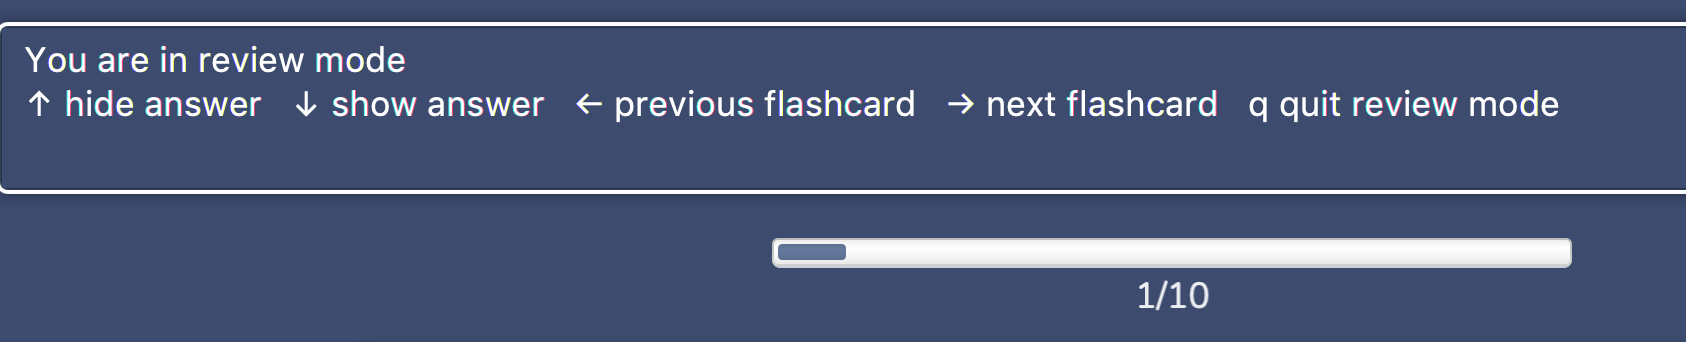 You are in review mode
↑ hide answer ↓ show answer ← previous flashcard → next flashcard q quit review mode
1/10